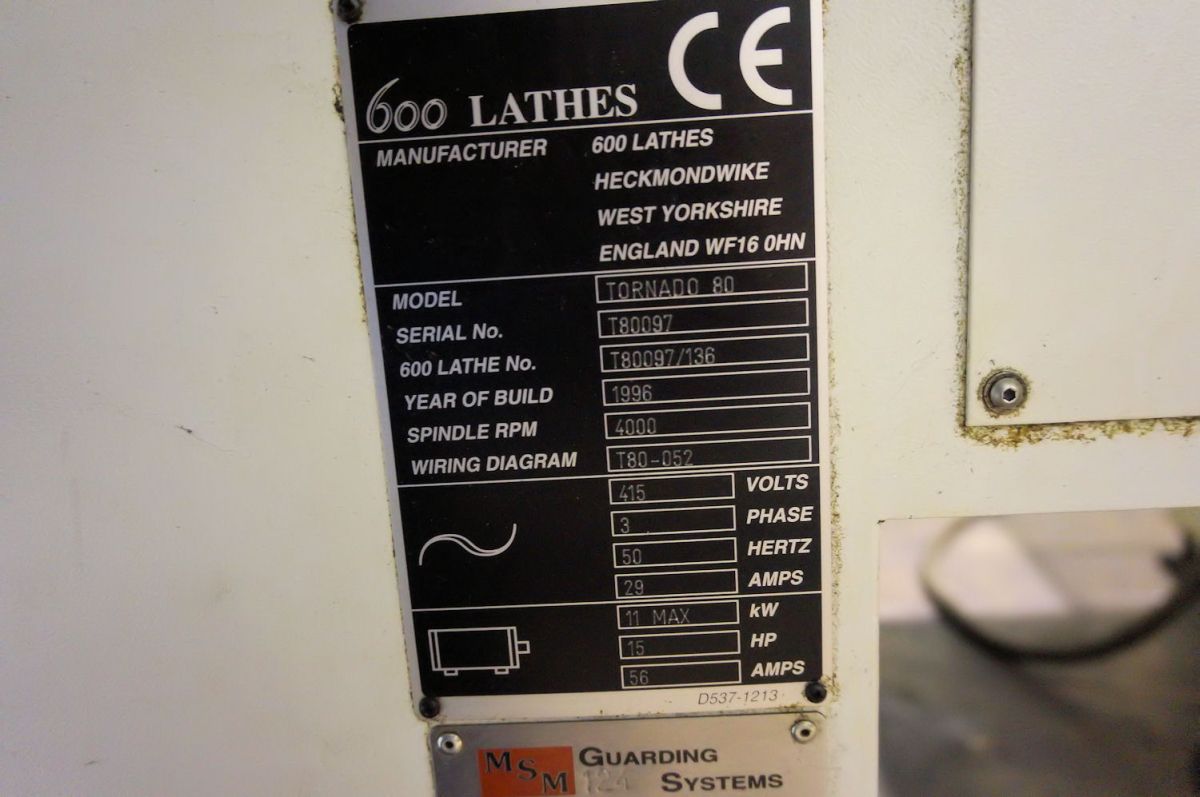 CE
600 LATHES
MANUFACTURER 600 LATHES
HECKMONDWIKE
WEST YORKSHIRE
ENGLAND WF16 0HN
MODEL TORNADO 80
SERIAL No. T80097
600 LATHE No. T80097/136
YEAR OF BUILD 1996
SPINDLE RPM 4000
WIRING DIAGRAM T80-052
415 VOLTS
3 PHASE
50 HERTZ
29 AMPS
11 MAX kW
15 HP
56 AMPS
D537-1213
MSM GUARDING
SYSTEMS